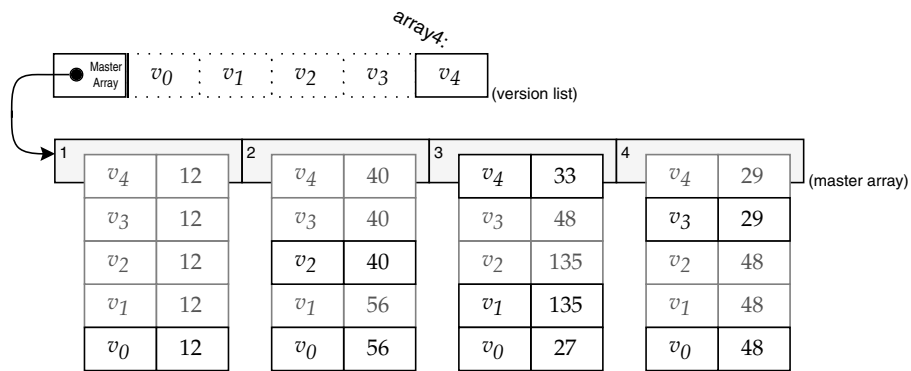 array4:
Master Array v0 v1 v2 v3 v4
(version list)
1 2 3 4
(master array)
v4 12 v4 40 v4 33 v4 29
v3 12 v3 40 v3 48 v3 29
v2 12 v2 40 v2 135 v2 48
v1 12 v1 56 v1 135 v1 48
v0 12 v0 56 v0 27 v0 48